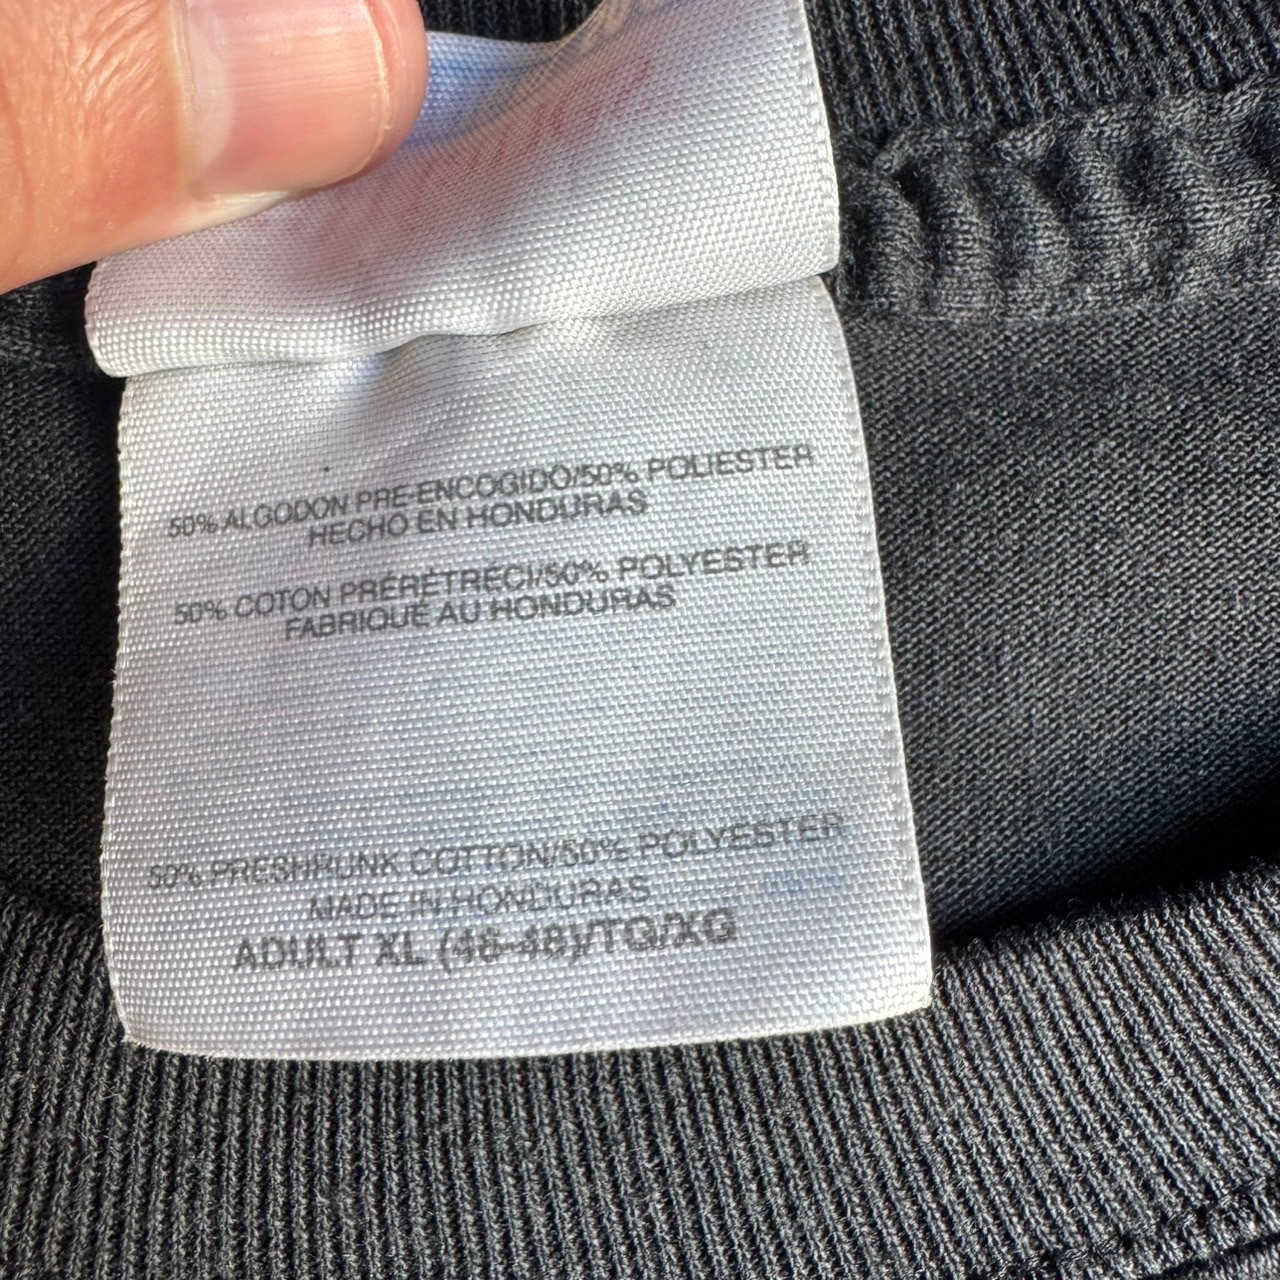 50% ALGODON PRE-ENCOGIDO/50% POLIESTER
HECHO EN HONDURAS
50% COTON PRÉRÉTRÉCI/50% POLYESTER
FABRIQUÉ AU HONDURAS
50% PRESHRUNK COTTON/50% POLYESTER
MADE IN HONDURAS
ADULT XL (46-48)/TG/XG